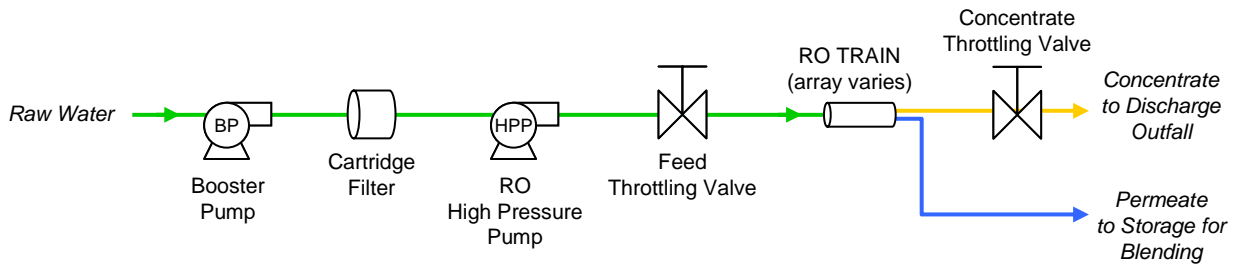 Raw Water
BP
Booster
Pump
Cartridge
Filter
HPP
RO
High Pressure
Pump
Feed
Throttling Valve
RO TRAIN
(array varies)
Concentrate
Throttling Valve
Concentrate
to Discharge
Outfall
Permeate
to Storage for
Blending